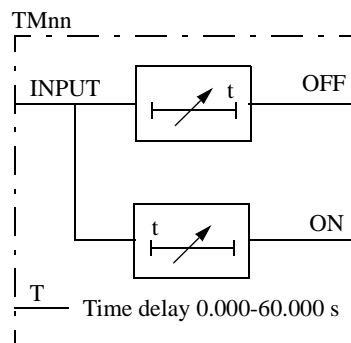 TMnn
INPUT
t
OFF
t
ON
T
Time delay 0.000-60.000 s